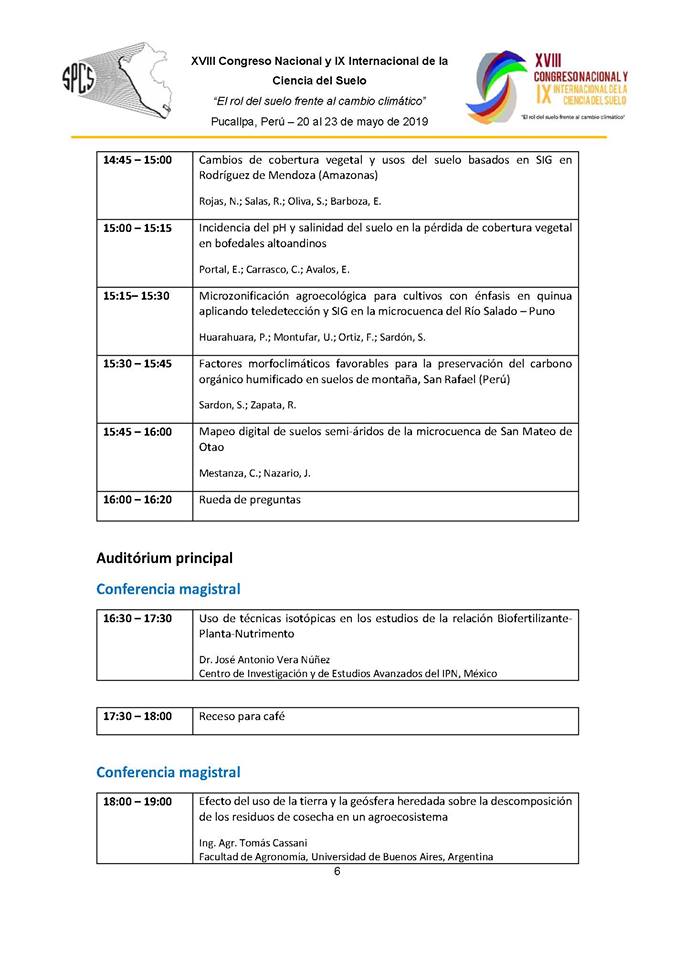 SPCS
XVIII Congreso Nacional y IX Internacional de la
Ciencia del Suelo
“El rol del suelo frente al cambio climático”
Pucallpa, Perú – 20 al 23 de mayo de 2019
XVIII
CONGRESO NACIONAL Y
IX INTERNACIONAL DE LA
CIENCIA DEL SUELO
"El rol del suelo frente al cambio climático"
14:45 – 15:00 Cambios de cobertura vegetal y usos del suelo basados en SIG en
Rodríguez de Mendoza (Amazonas)
Rojas, N.; Salas, R.; Oliva, S.; Barboza, E.
15:00 – 15:15 Incidencia del pH y salinidad del suelo en la pérdida de cobertura vegetal
en bofedales altoandinos
Portal, E.; Carrasco, C.; Avalos, E.
15:15– 15:30 Microzonificación agroecológica para cultivos con énfasis en quinua
aplicando teledetección y SIG en la microcuenca del Río Salado – Puno
Huarahuara, P.; Montufar, U.; Ortiz, F.; Sardón, S.
15:30 – 15:45 Factores morfoclimáticos favorables para la preservación del carbono
orgánico humificado en suelos de montaña, San Rafael (Perú)
Sardon, S.; Zapata, R.
15:45 – 16:00 Mapeo digital de suelos semi-áridos de la microcuenca de San Mateo de
Otao
Mestanza, C.; Nazario, J.
16:00 – 16:20 Rueda de preguntas
Auditórium principal
Conferencia magistral
16:30 – 17:30 Uso de técnicas isotópicas en los estudios de la relación Biofertilizante-
Planta-Nutrimento
Dr. José Antonio Vera Núñez
Centro de Investigación y de Estudios Avanzados del IPN, México
17:30 – 18:00 Receso para café
Conferencia magistral
18:00 – 19:00 Efecto del uso de la tierra y la geósfera heredada sobre la descomposición
de los residuos de cosecha en un agroecosistema
Ing. Agr. Tomás Cassani
Facultad de Agronomía, Universidad de Buenos Aires, Argentina
6